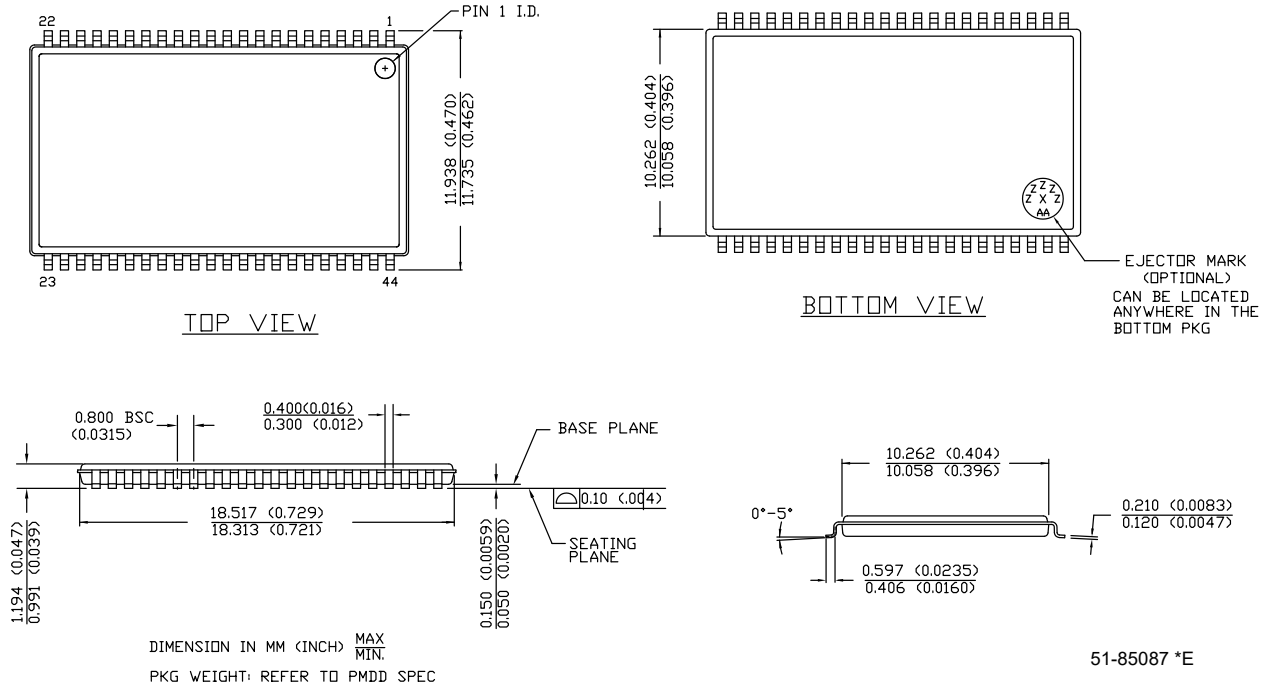 22
1
PIN 1 I.D.
11.938 (0.470)
11.735 (0.462)
23
44
TOP VIEW
10.262 (0.404)
10.058 (0.396)
Z Z Z
Z X Z
AA
EJECTOR MARK
(OPTIONAL)
CAN BE LOCATED
ANYWHERE IN THE
BOTTOM PKG
BOTTOM VIEW
0.800 BSC
(0.0315)
0.400(0.016)
0.300 (0.012)
BASE PLANE
0.10 (.004)
18.517 (0.729)
18.313 (0.721)
SEATING
PLANE
1.194 (0.047)
0.991 (0.039)
0.150 (0.0059)
0.050 (0.0020)
10.262 (0.404)
10.058 (0.396)
0°-5°
0.210 (0.0083)
0.120 (0.0047)
0.597 (0.0235)
0.406 (0.0160)
DIMENSION IN MM (INCH) MAX
MIN.
PKG WEIGHT: REFER TO PMDD SPEC
51-85087 *E